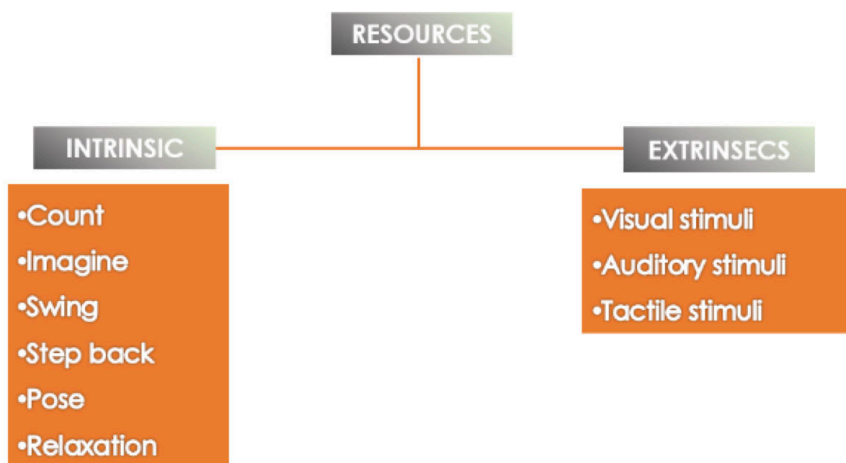 RESOURCES
INTRINSIC
•Count
•Imagine
•Swing
•Step back
•Pose
•Relaxation
EXTRINSECS
•Visual stimuli
•Auditory stimuli
•Tactile stimuli